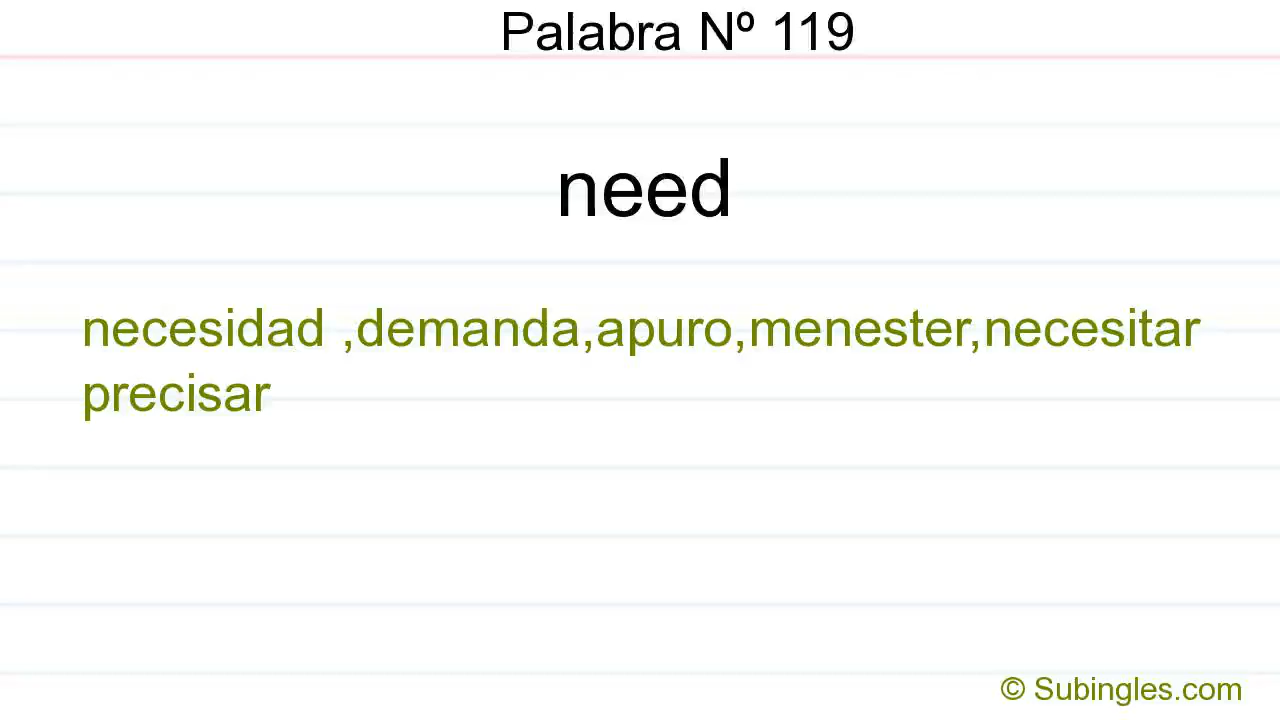 Palabra Nº 119
need
necesidad ,demanda,apuro,menester,necesitar
precisar
© Subingles.com